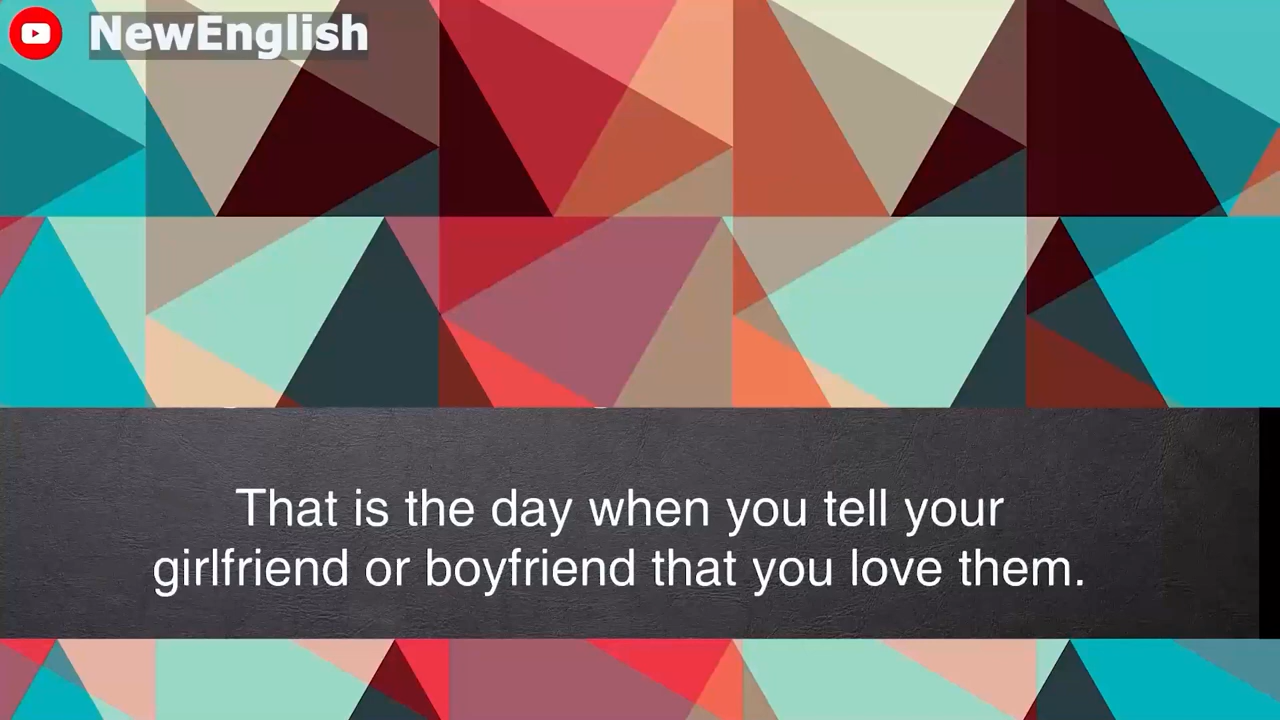 NewEnglish
That is the day when you tell your
girlfriend or boyfriend that you love them.